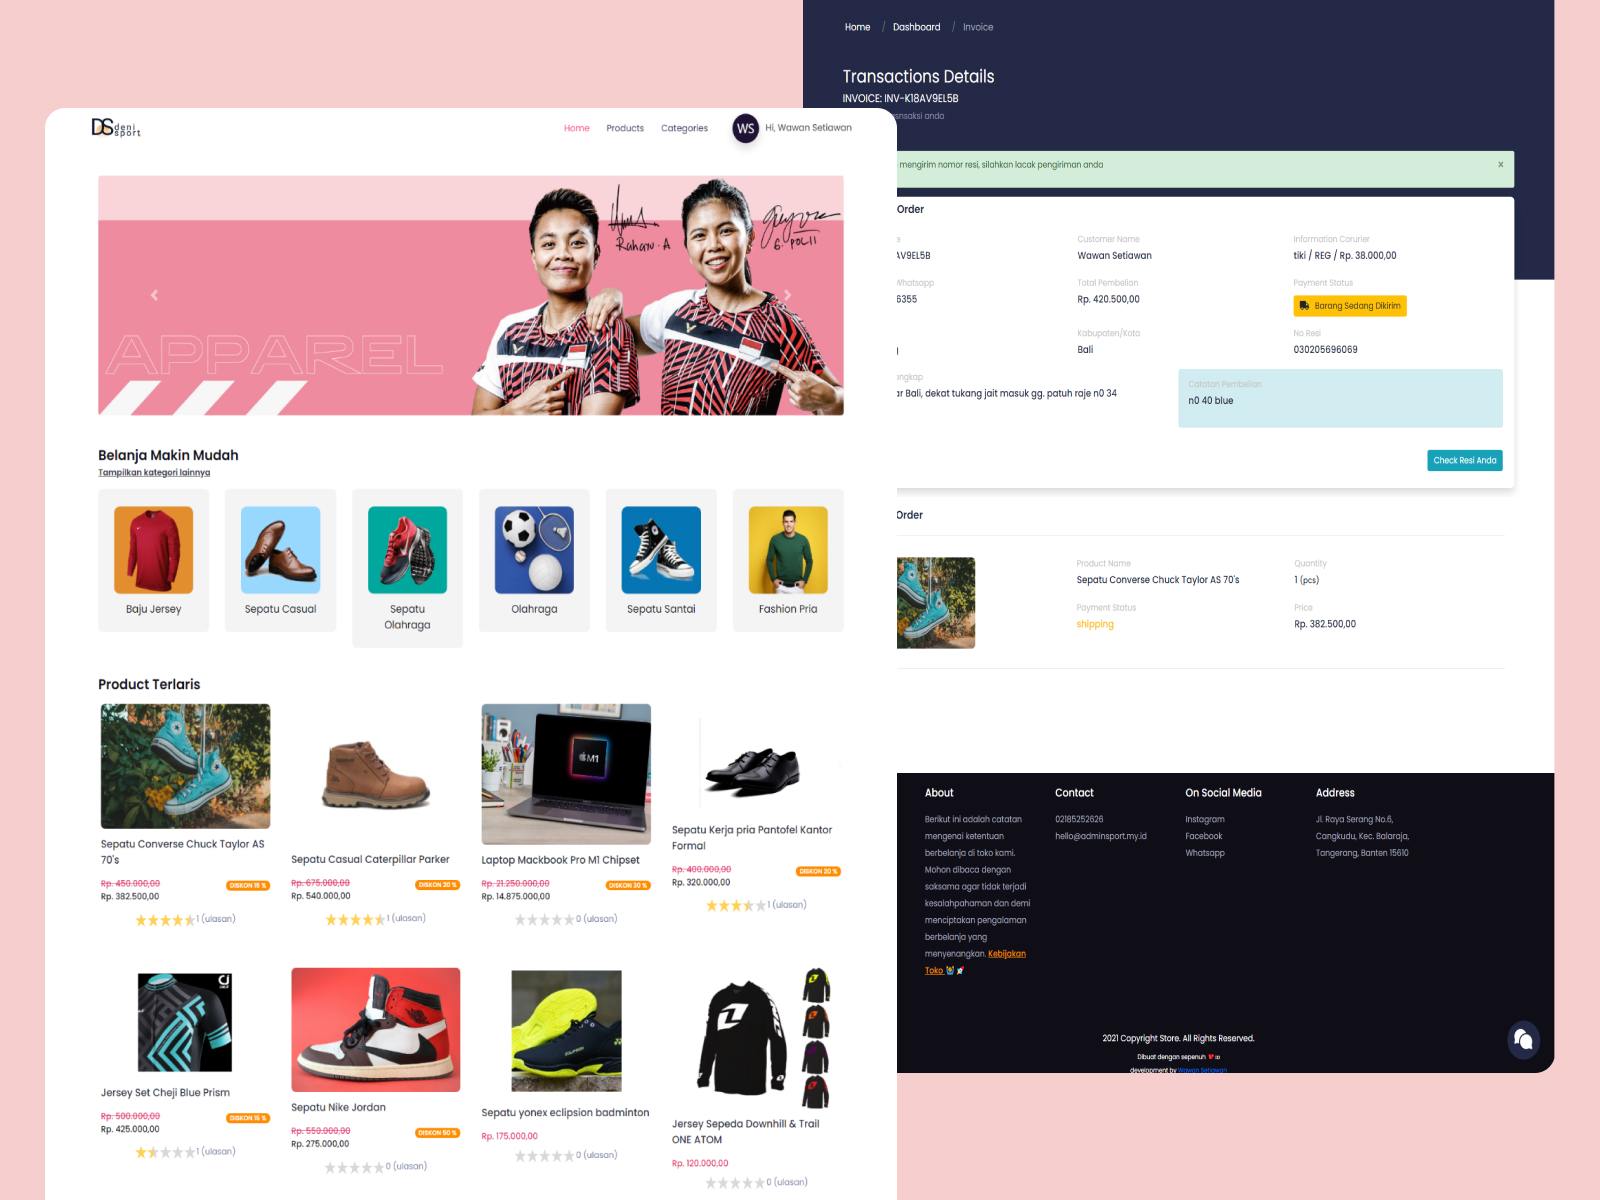 Home / Dashboard / Invoice
Transactions Details
INVOICE: INV-K18AV9EL5B
anda
mengirim nomor resi, silahkan lacak pengiriman anda ×
Order
AV9EL5B
Customer Name
Wawan Setiawan
Information Corurier
tiki / REG / Rp. 38.000,00
Whatsapp
6355
Total Pembelian
Rp. 420.500,00
Payment Status
Barang Sedang Dikirim
Kabupaten/Kota
Bali
No Resi
030205696069
ngkap
ar Bali, dekat tukang jait masuk gg. patuh raje n0 34
Catatan Pembelian
n0 40 blue
Check Resi Anda
Order
Product Name
Sepatu Converse Chuck Taylor AS 70's
Quantity
1 (pcs)
Payment Status
shipping
Price
Rp. 382.500,00
About
Berikut ini adalah catatan
mengenai ketentuan
berbelanja di toko kami.
Mohon dibaca dengan
saksama agar tidak terjadi
kesalahpahaman dan demi
menciptakan pengalaman
berbelanja yang
menyenangkan. Kebijakan
Toko
Contact
02185252626
hello@adminsport.my.id
On Social Media
Instagram
Facebook
Whatsapp
Address
Jl. Raya Serang No.6,
Cangkudu, Kec. Balaraja,
Tangerang, Banten 15610
2021 Copyright Store. All Rights Reserved.
Dibuat dengan sepenuh
development by Wawan Setiawan
DS deni sport
Home Products Categories WS Hi, Wawan Setiawan
Rahayu. A
G. POLII
APPAREL
Belanja Makin Mudah
Tampilkan kategori lainnya
Baju Jersey
Sepatu Casual
Sepatu
Olahraga
Olahraga
Sepatu Santai
Fashion Pria
Product Terlaris
Sepatu Converse Chuck Taylor AS
70's
Rp. 450.000,00
Rp. 382.500,00
DISKON 15 %
1 (ulasan)
Sepatu Casual Caterpillar Parker
Rp. 675.000,00
Rp. 540.000,00
DISKON 20 %
1 (ulasan)
M1
Laptop Mackbook Pro M1 Chipset
Rp. 21.250.000,00
Rp. 14.875.000,00
DISKON 30 %
0 (ulasan)
Sepatu Kerja pria Pantofel Kantor
Formal
Rp. 400.000,00
Rp. 320.000,00
DISKON 20 %
1 (ulasan)
Jersey Set Cheji Blue Prism
Rp. 500.000,00
Rp. 425.000,00
DISKON 15 %
1 (ulasan)
Sepatu Nike Jordan
Rp. 550.000,00
Rp. 275.000,00
DISKON 50 %
0 (ulasan)
Sepatu yonex eclipsion badminton
Rp. 175.000,00
0 (ulasan)
Jersey Sepeda Downhill & Trail
ONE ATOM
Rp. 120.000,00
0 (ulasan)